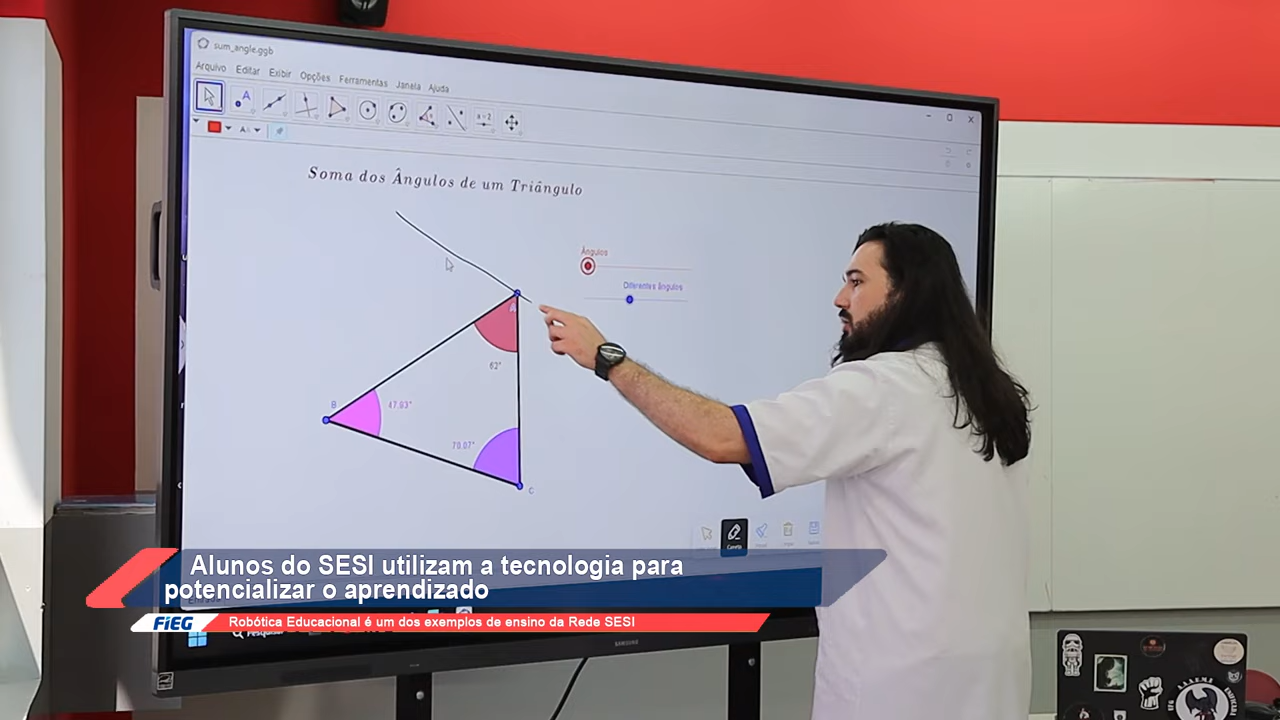 sum_angle.ggb
Arquivo Editar Exibir Opções Ferramentas Janela Ajuda
A
a=2
Soma dos Ângulos de um Triângulo
Ângulos
Diferentes ângulos
A
62°
B
47.93°
70.07°
C
Caneta
Alunos do SESI utilizam a tecnologia para
potencializar o aprendizado
FIEG
Robótica Educacional é um dos exemplos de ensino da Rede SESI
SAMSUNG